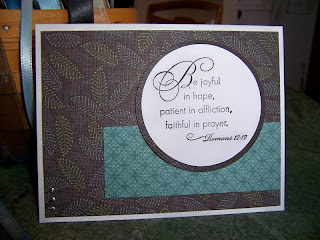 Be joyful
in hope,
patient in affliction,
faithful in prayer.
Romans 12:12